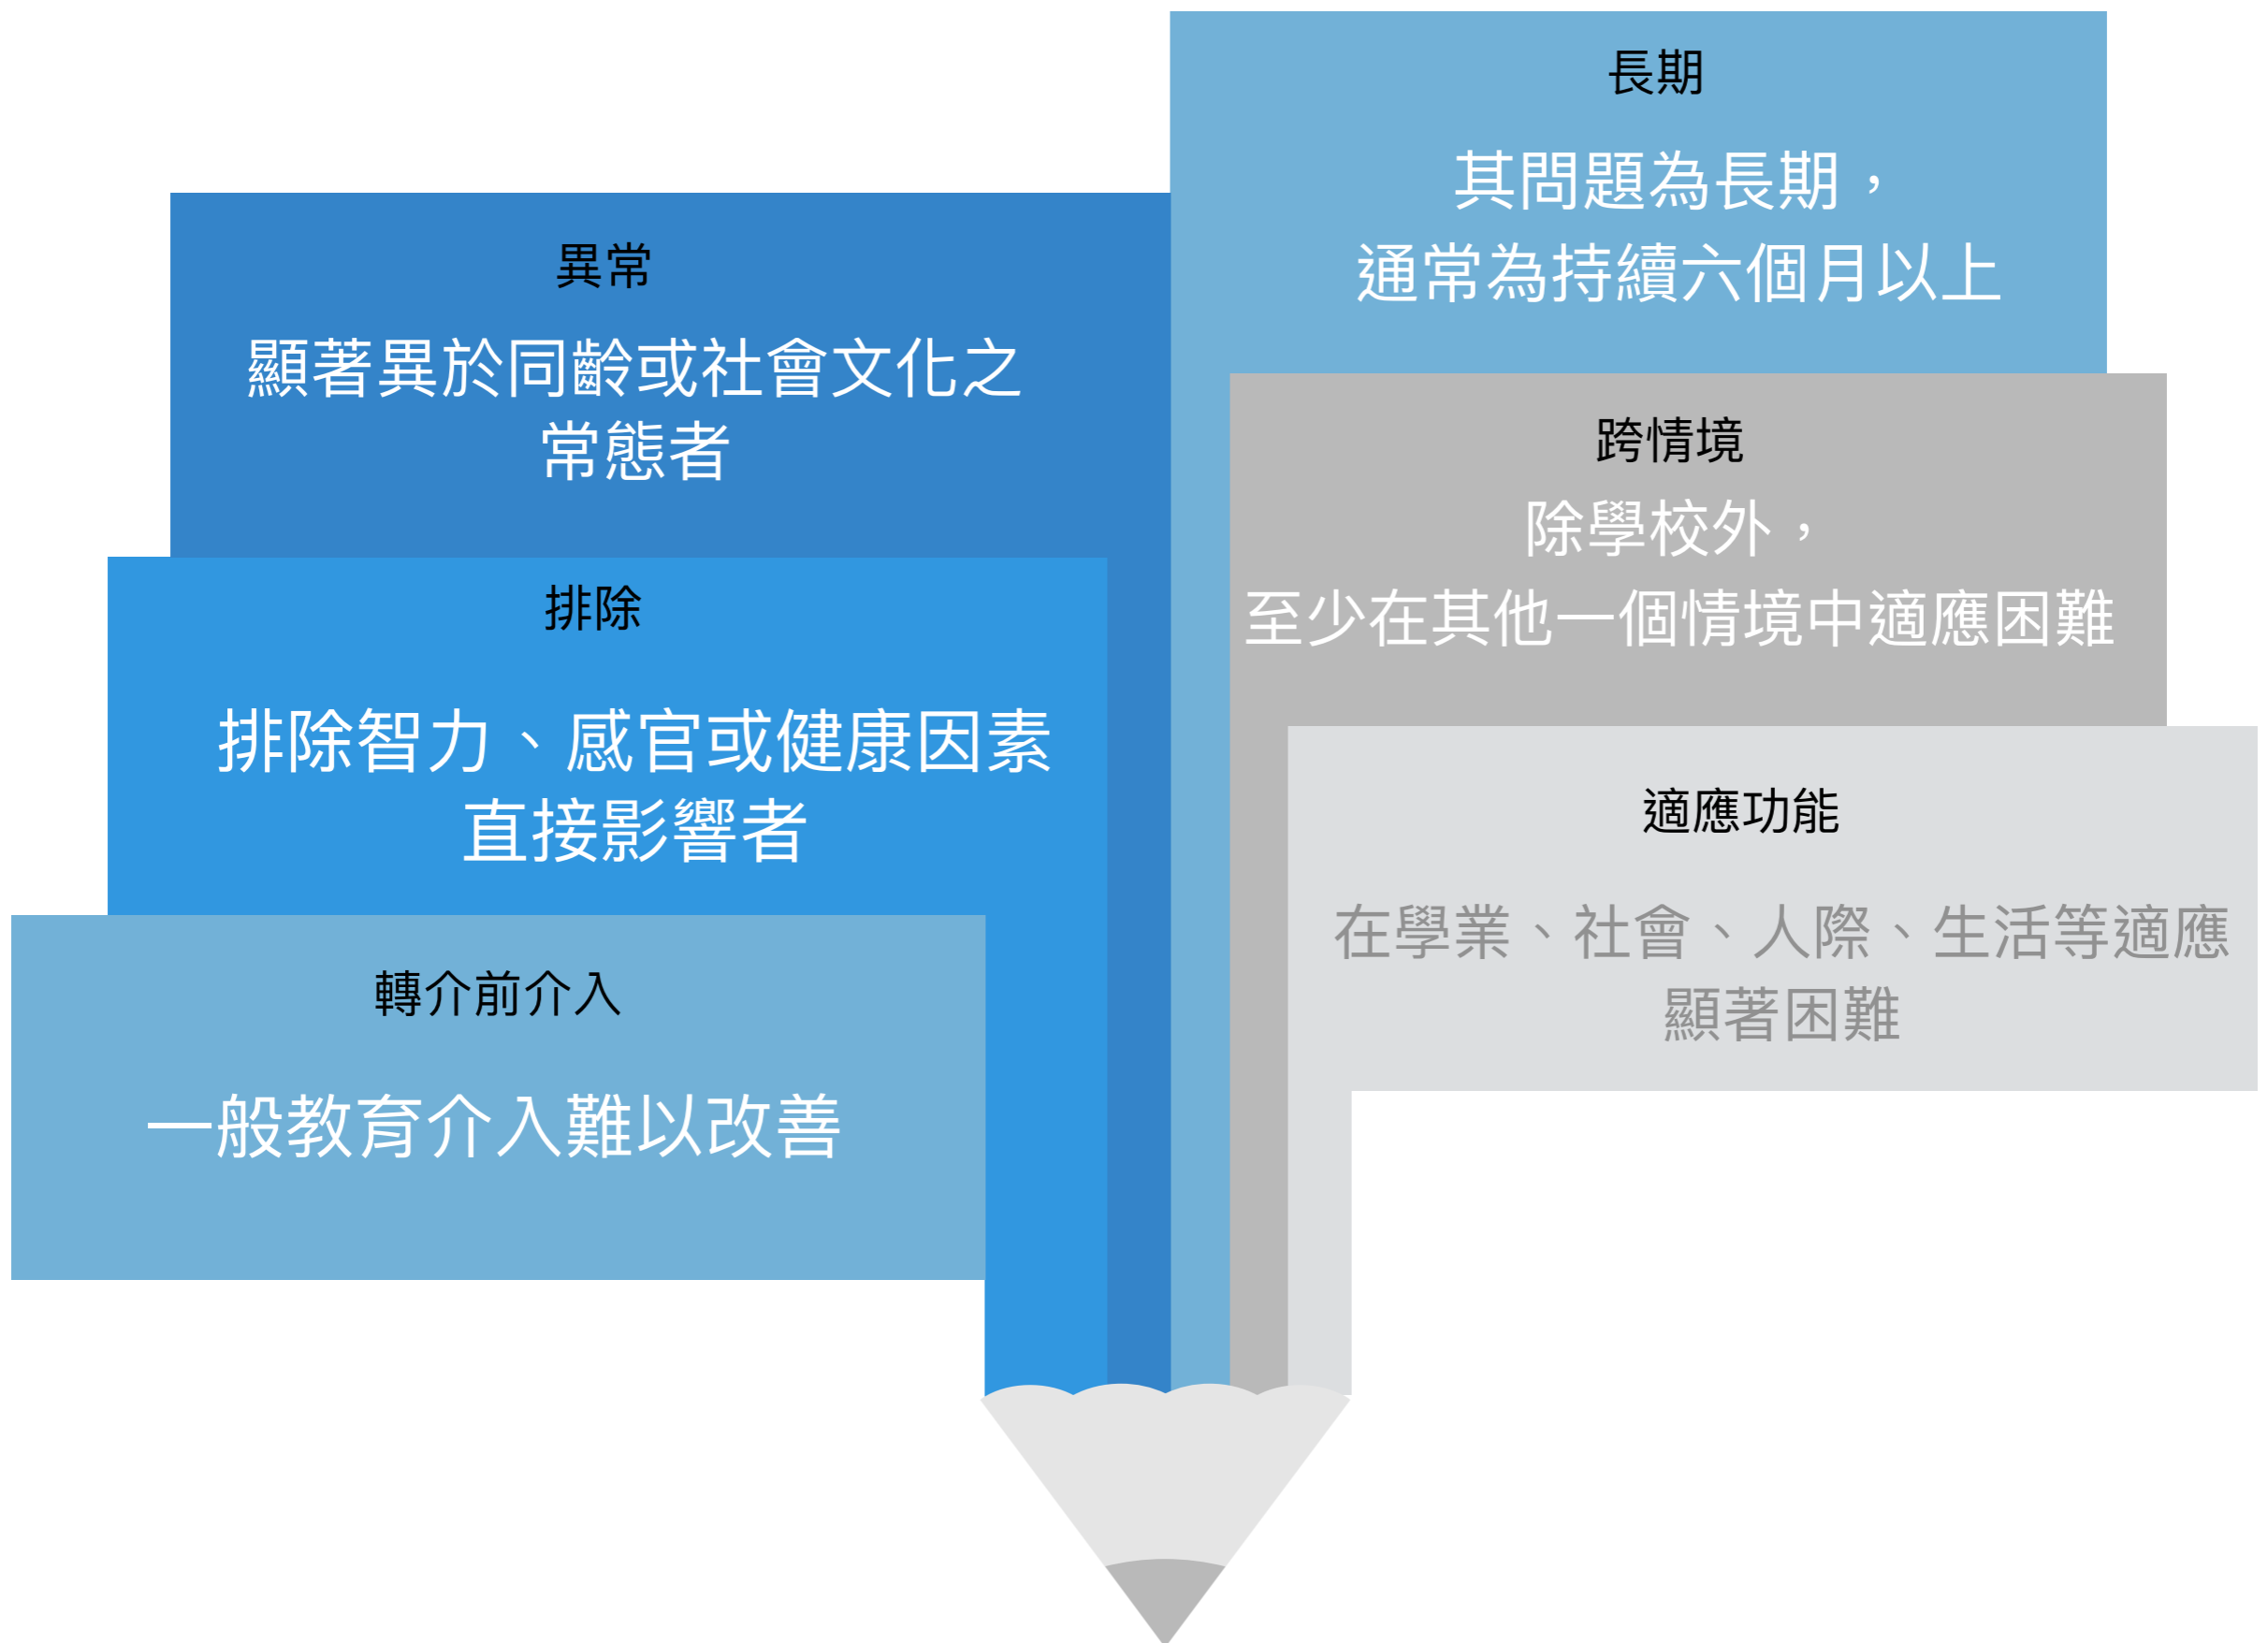 長期
其問題為長期，
通常為持續六個月以上
異常
顯著異於同齡或社會文化之
常態者
跨情境
除學校外，
至少在其他一個情境中適應困難
排除
排除智力、感官或健康因素
直接影響者
適應功能
在學業、社會、人際、生活等適應
顯著困難
轉介前介入
一般教育介入難以改善